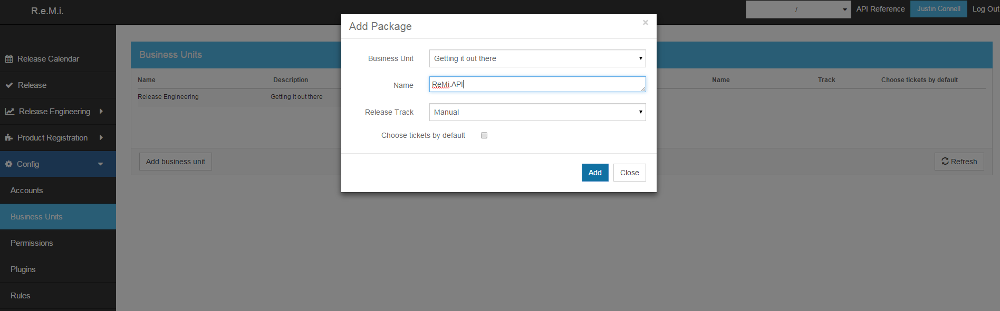 R.e.M.i.
/
API Reference
Justin Connell
Log Out
Release Calendar
Release
Release Engineering
Product Registration
Config
Accounts
Business Units
Permissions
Plugins
Rules
Business Units
Name Description
Release Engineering Getting it out there
Add business unit
Name Track Choose tickets by default
Refresh
Add Package
×
Business Unit Getting it out there
Name ReMi.API
Release Track Manual
Choose tickets by default
Add Close